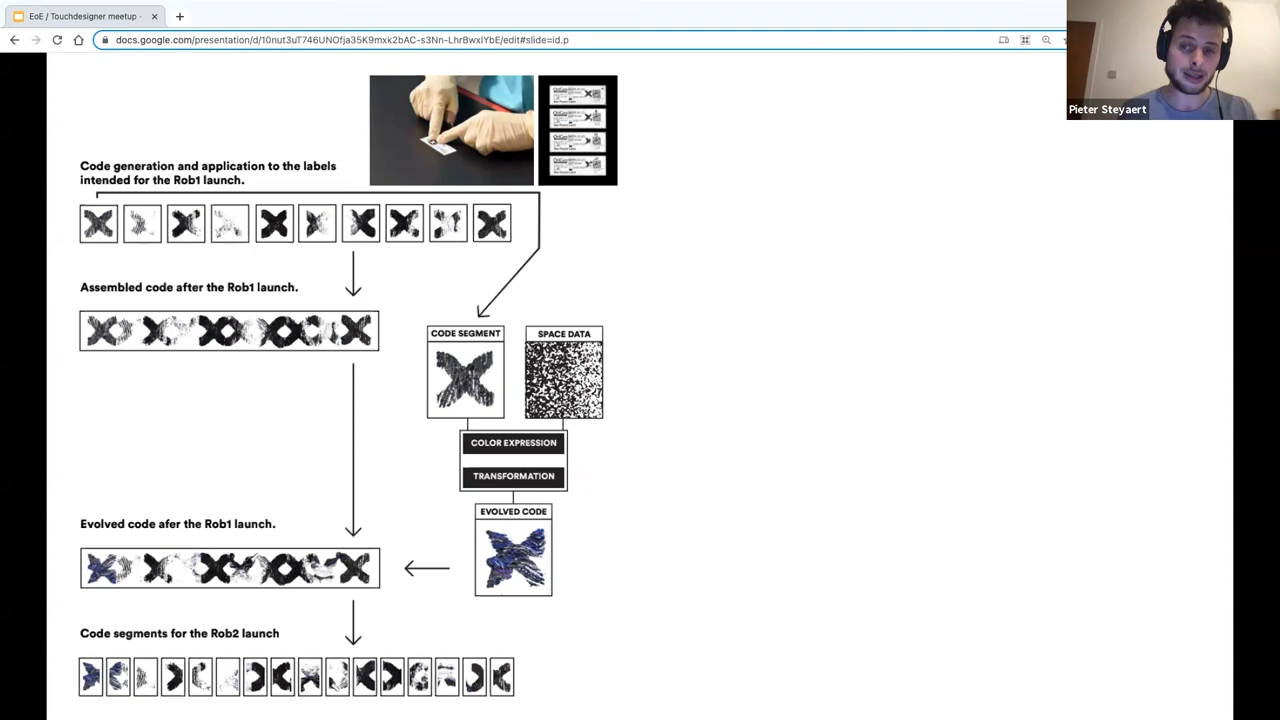 EoE / Touchdesigner meetup -
docs.google.com/presentation/d/10nut3uT746UNOfja35K9mxk2bAC-s3Nn-LhrBwxlYbE/edit#slide=id.p
Pieter Steyaert
Code generation and application to the labels
intended for the Rob1 launch.
Assembled code after the Rob1 launch.
CODE SEGMENT
SPACE DATA
COLOR EXPRESSION
TRANSFORMATION
EVOLVED CODE
Evolved code afer the Rob1 launch.
Code segments for the Rob2 launch